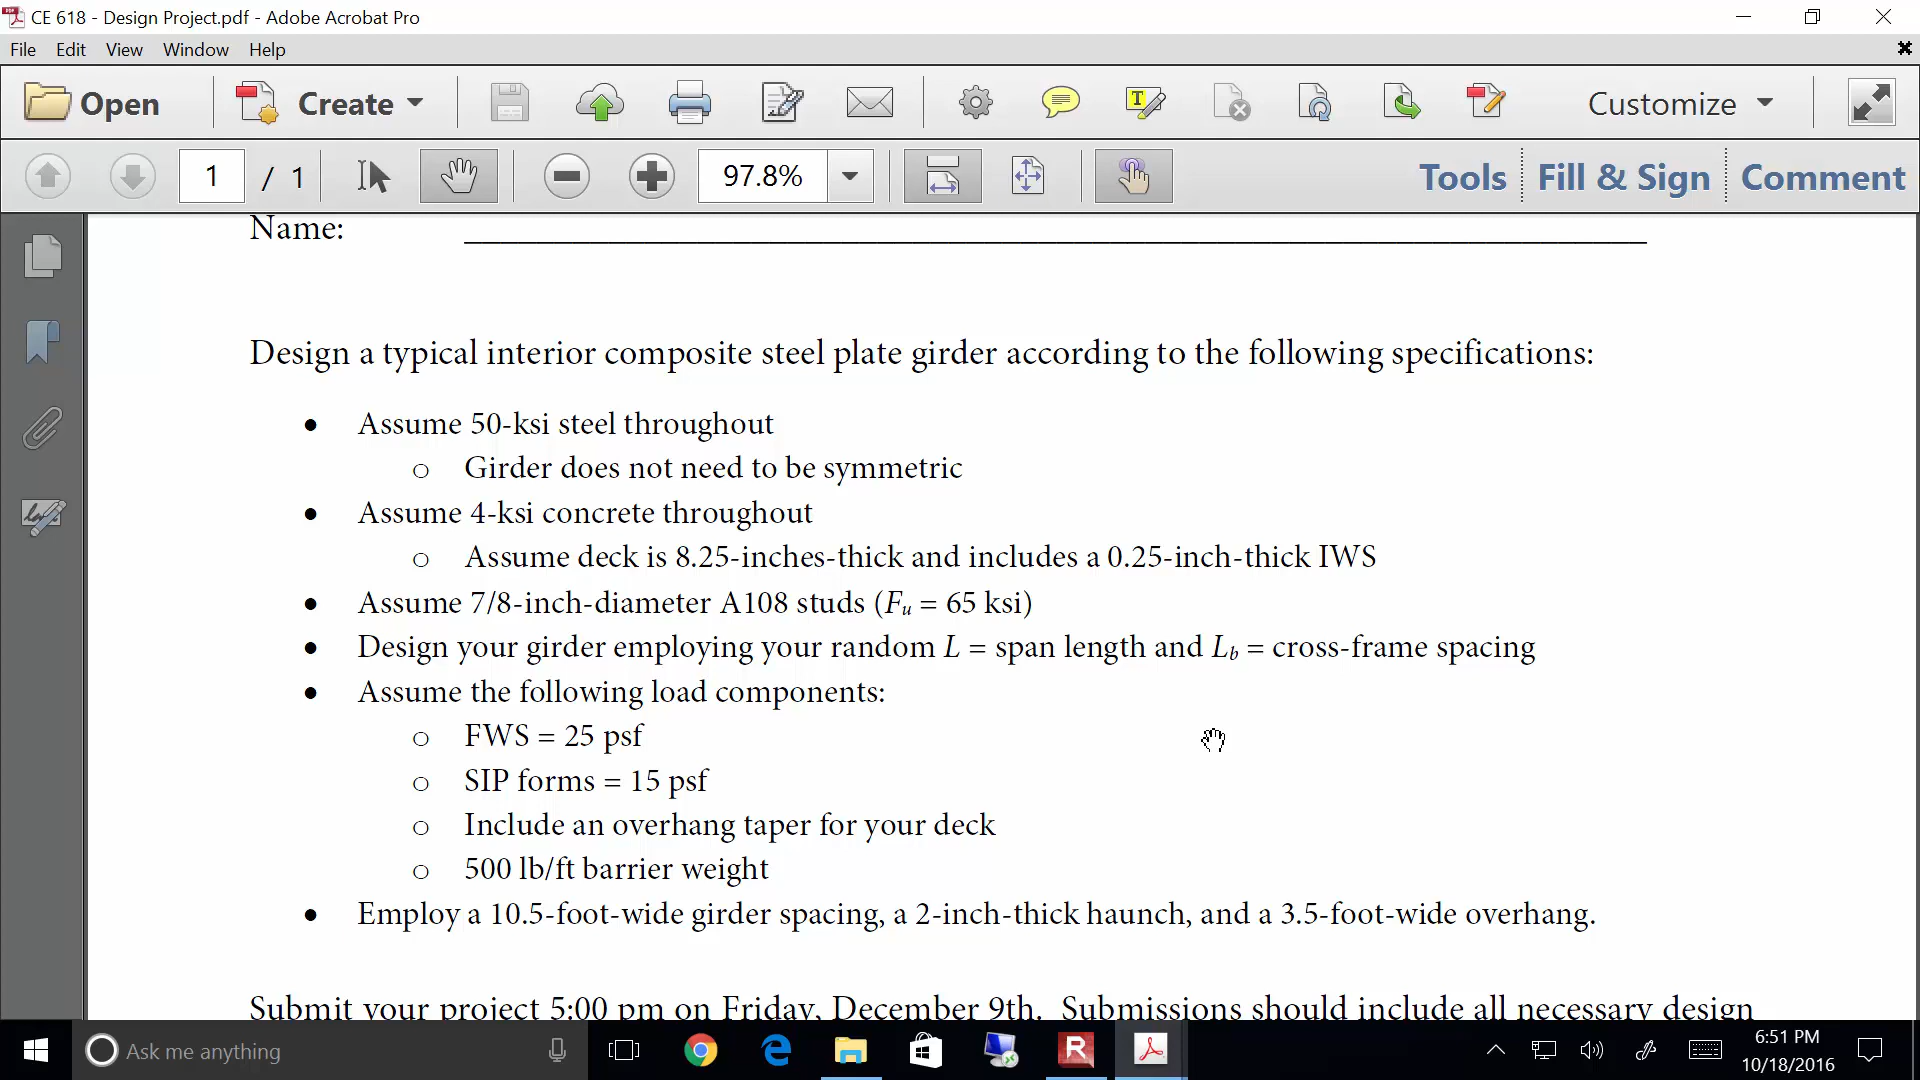 CE 618 - Design Project.pdf - Adobe Acrobat Pro
File Edit View Window Help
Open Create Customize
1 / 1 97.8% Tools Fill & Sign Comment
Name: ____________________
Design a typical interior composite steel plate girder according to the following specifications:
• Assume 50-ksi steel throughout
o Girder does not need to be symmetric
• Assume 4-ksi concrete throughout
o Assume deck is 8.25-inches-thick and includes a 0.25-inch-thick IWS
• Assume 7/8-inch-diameter A108 studs (Fu = 65 ksi)
• Design your girder employing your random L = span length and Lb = cross-frame spacing
• Assume the following load components:
o FWS = 25 psf
o SIP forms = 15 psf
o Include an overhang taper for your deck
o 500 lb/ft barrier weight
• Employ a 10.5-foot-wide girder spacing, a 2-inch-thick haunch, and a 3.5-foot-wide overhang.
Submit your project 5:00 pm on Friday, December 9th. Submissions should include all necessary design
Ask me anything
6:51 PM
10/18/2016